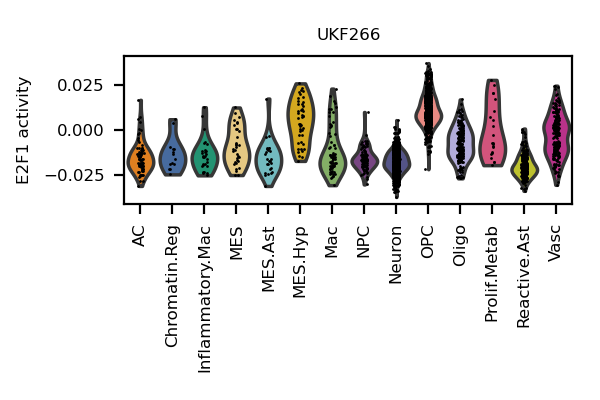 UKF266
E2F1 activity
0.025
0.000
−0.025
AC
Chromatin.Reg
Inflammatory.Mac
MES
MES.Ast
MES.Hyp
Mac
NPC
Neuron
OPC
Oligo
Prolif.Metab
Reactive.Ast
Vasc